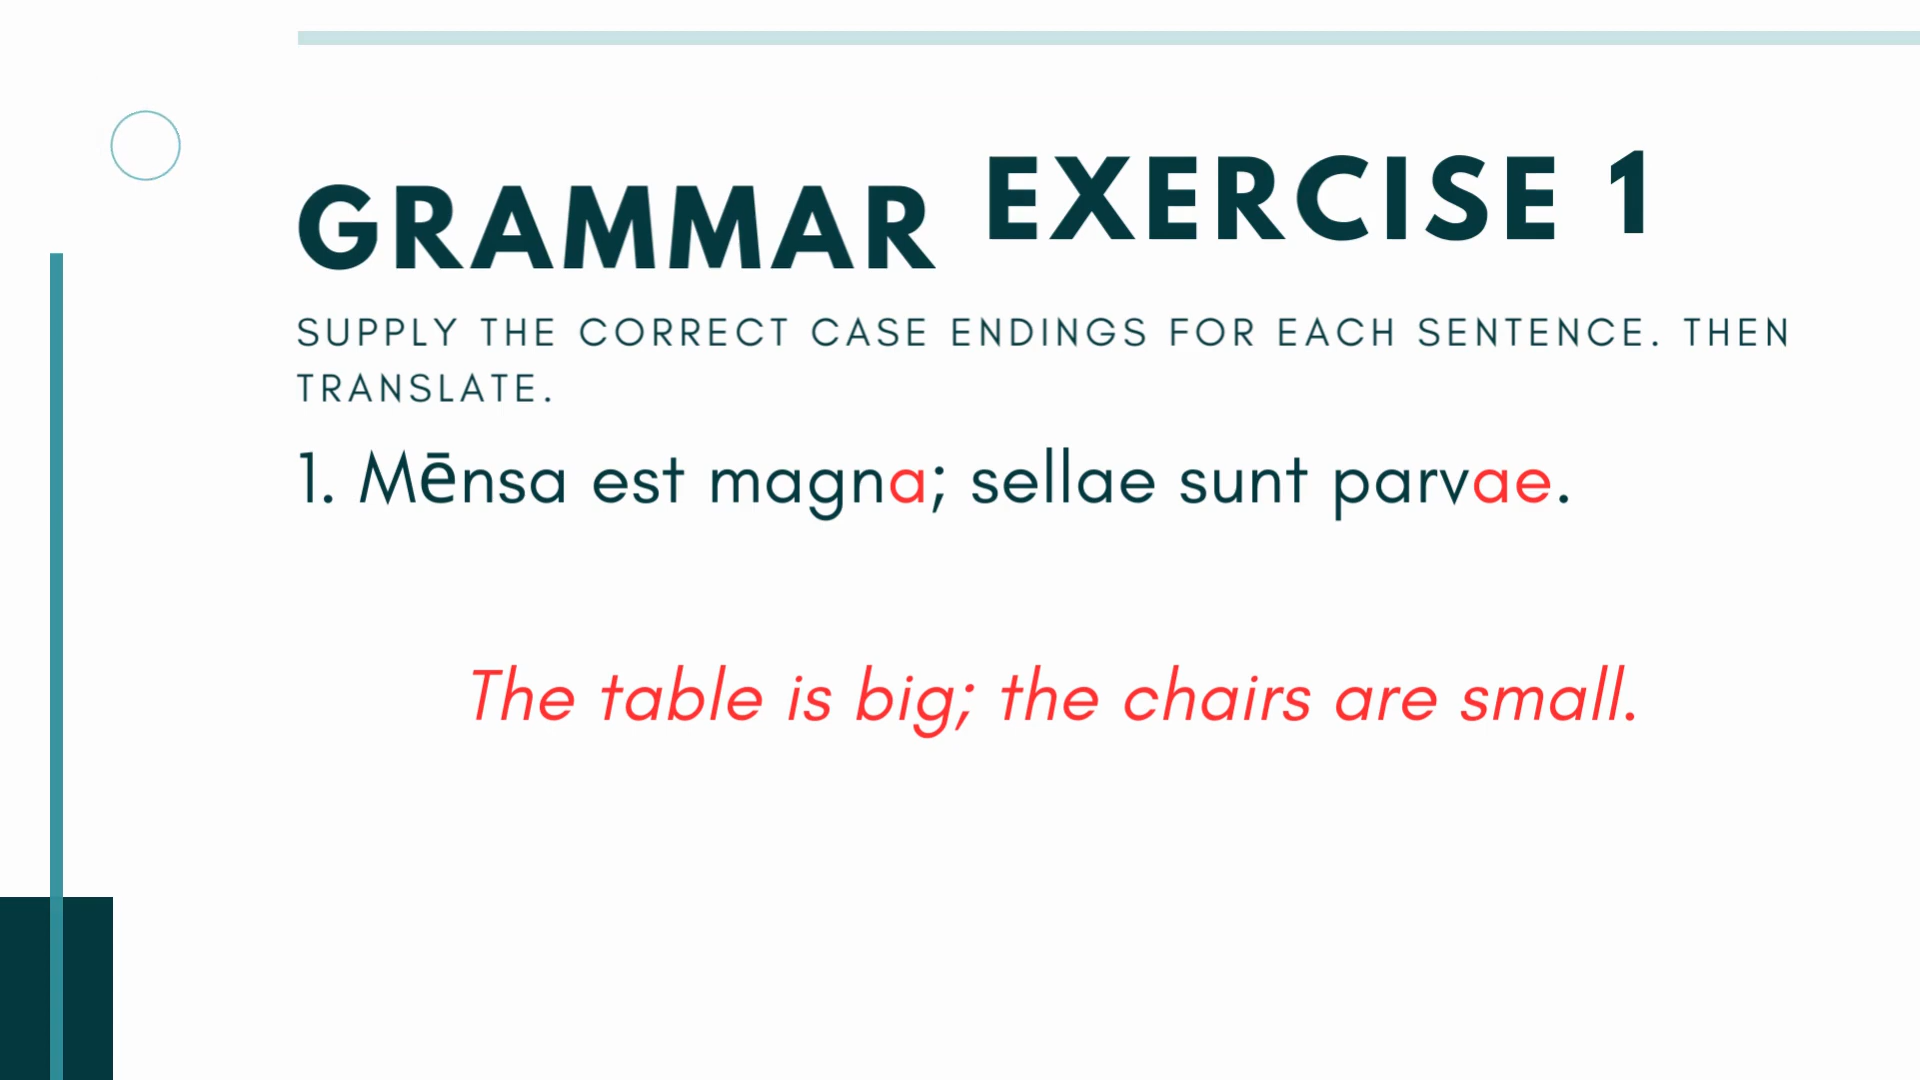 GRAMMAR EXERCISE 1
SUPPLY THE CORRECT CASE ENDINGS FOR EACH SENTENCE. THEN
TRANSLATE.
1. Mēnsa est magna; sellae sunt parvae.
The table is big; the chairs are small.